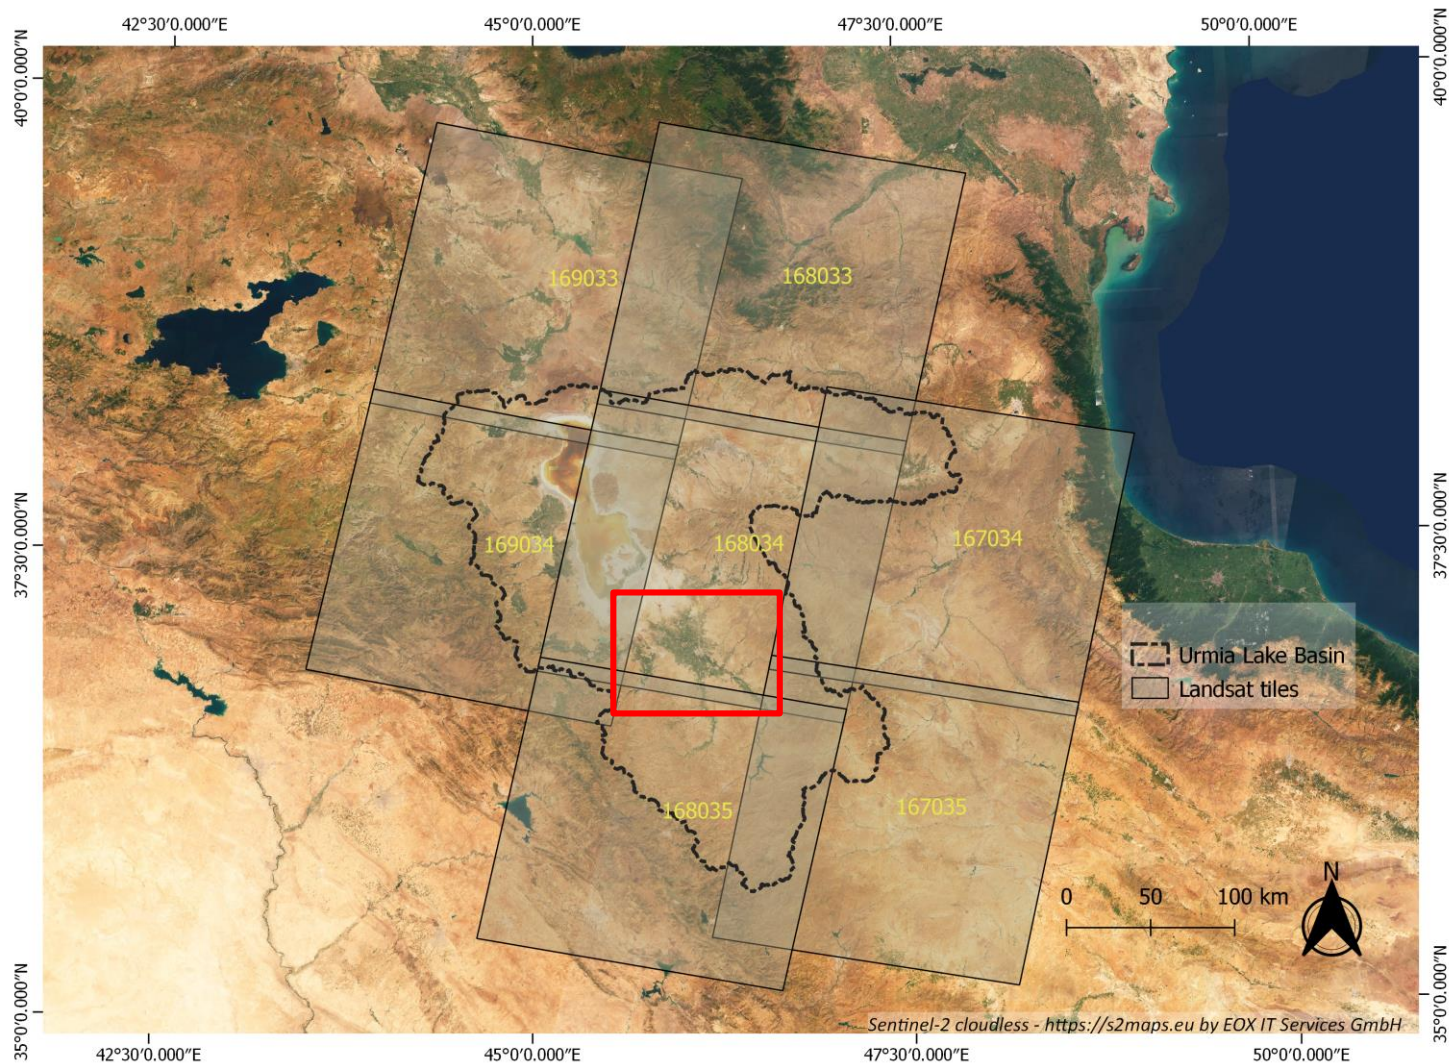 42°30′0.000″E 45°0′0.000″E 47°30′0.000″E 50°0′0.000″E
40°0′0.000″N
40°0′0.000″N
169033
168033
169034
168034
167034
37°30′0.000″N
37°30′0.000″N
Urmia Lake Basin
Landsat tiles
168035
167035
N
0 50 100 km
35°0′0.000″N
35°0′0.000″N
Sentinel-2 cloudless - https://s2maps.eu by EOX IT Services GmbH
42°30′0.000″E 45°0′0.000″E 47°30′0.000″E 50°0′0.000″E